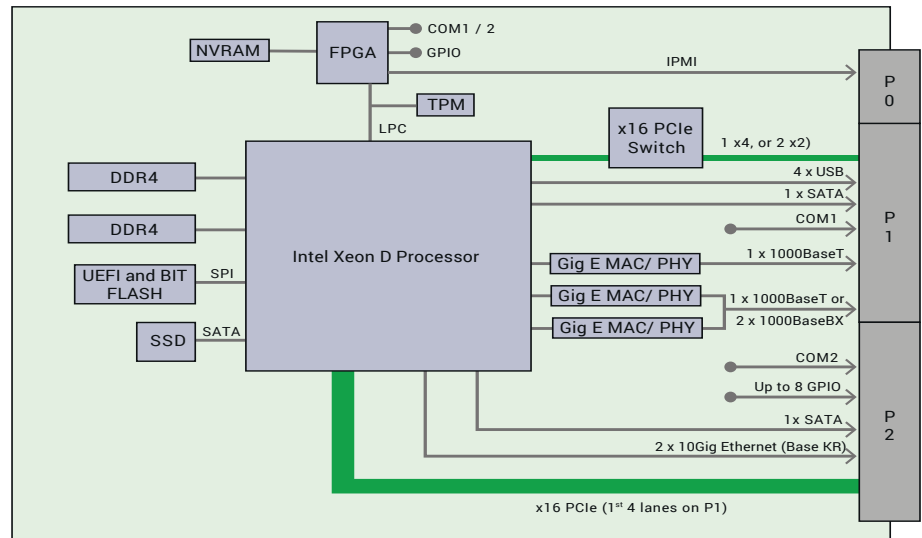 COM1 / 2
NVRAM
FPGA
GPIO
IPMI
P
0
TPM
LPC
x16 PCIe
Switch
1 x4, or 2 x2)
DDR4
4 x USB
1 x SATA
DDR4
COM1
P
1
Intel Xeon D Processor
UEFI and BIT
FLASH
SPI
Gig E MAC/ PHY
1 x 1000BaseT
Gig E MAC/ PHY
1 x 1000BaseT or
Gig E MAC/ PHY
2 x 1000BaseBX
SSD
SATA
COM2
Up to 8 GPIO
P
2
1x SATA
2 x 10Gig Ethernet (Base KR)
x16 PCIe (1st 4 lanes on P1)